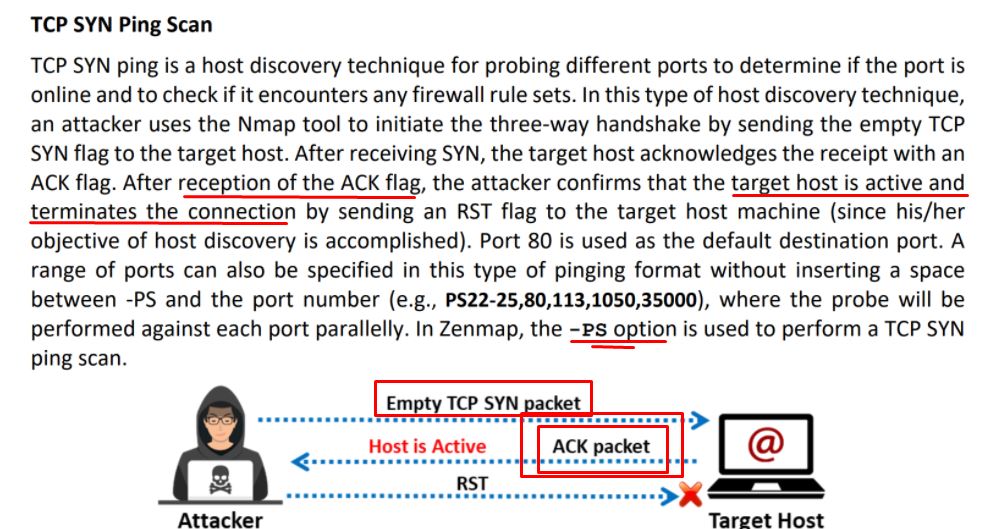 TCP SYN Ping Scan
TCP SYN ping is a host discovery technique for probing different ports to determine if the port is
online and to check if it encounters any firewall rule sets. In this type of host discovery technique,
an attacker uses the Nmap tool to initiate the three-way handshake by sending the empty TCP
SYN flag to the target host. After receiving SYN, the target host acknowledges the receipt with an
ACK flag. After reception of the ACK flag, the attacker confirms that the target host is active and
terminates the connection by sending an RST flag to the target host machine (since his/her
objective of host discovery is accomplished). Port 80 is used as the default destination port. A
range of ports can also be specified in this type of pinging format without inserting a space
between -PS and the port number (e.g., PS22-25,80,113,1050,35000), where the probe will be
performed against each port parallelly. In Zenmap, the -PS option is used to perform a TCP SYN
ping scan.
Empty TCP SYN packet
Host is Active ACK packet
@
RST
Attacker Target Host